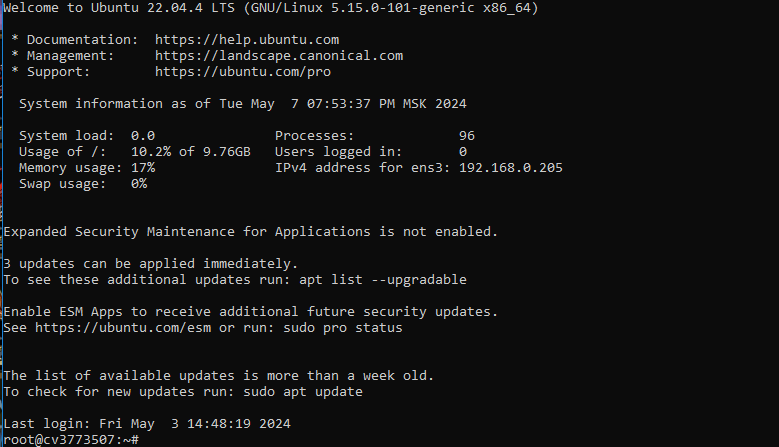 Welcome to Ubuntu 22.04.4 LTS (GNU/Linux 5.15.0-101-generic x86_64)

 * Documentation:  https://help.ubuntu.com
 * Management:     https://landscape.canonical.com
 * Support:        https://ubuntu.com/pro

  System information as of Tue May  7 07:53:37 PM MSK 2024

  System load:  0.0               Processes:             96
  Usage of /:   10.2% of 9.76GB   Users logged in:       0
  Memory usage: 17%               IPv4 address for ens3: 192.168.0.205
  Swap usage:   0%


Expanded Security Maintenance for Applications is not enabled.

3 updates can be applied immediately.
To see these additional updates run: apt list --upgradable

Enable ESM Apps to receive additional future security updates.
See https://ubuntu.com/esm or run: sudo pro status


The list of available updates is more than a week old.
To check for new updates run: sudo apt update

Last login: Fri May  3 14:48:19 2024
root@cv3773507:~#